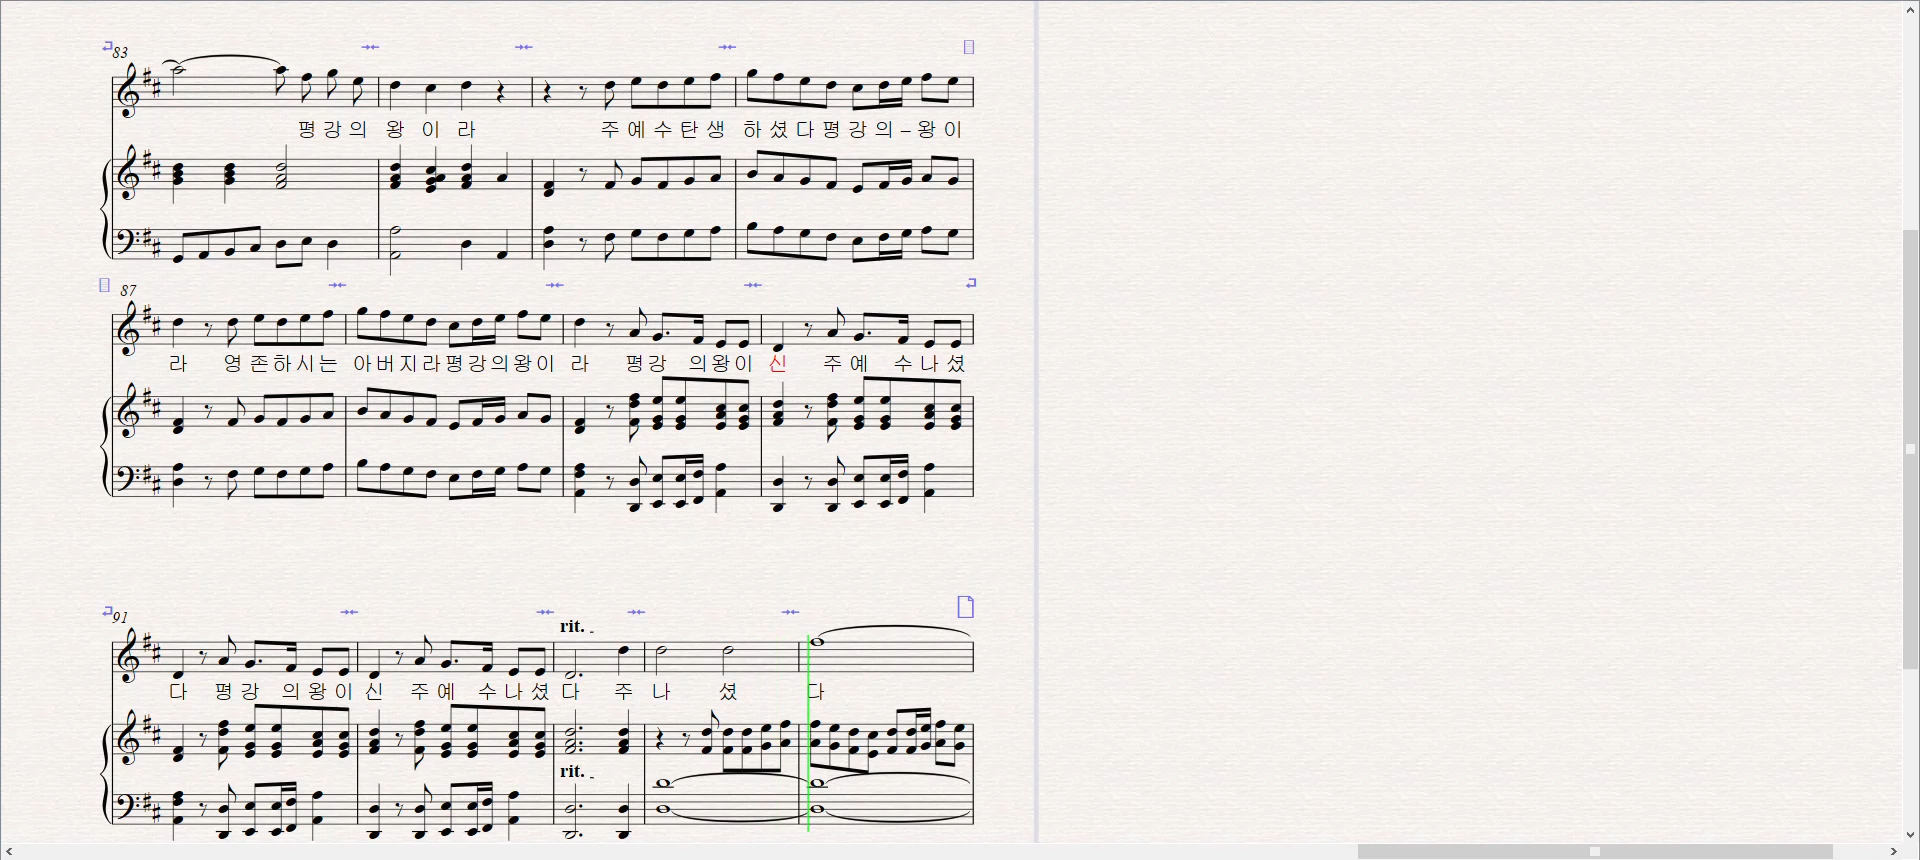 83
평 강 의 왕 이 라 주 예 수 탄 생 하 셨 다 평 강 의 – 왕 이
87
라 영 존 하 시 는 아 버 지 라 평 강 의 왕 이 라 평 강 의 왕 이 신 주 예 수 나 셨
91
rit.
다 평 강 의 왕 이 신 주 예 수 나 셨 다 주 나 셨 다
rit.